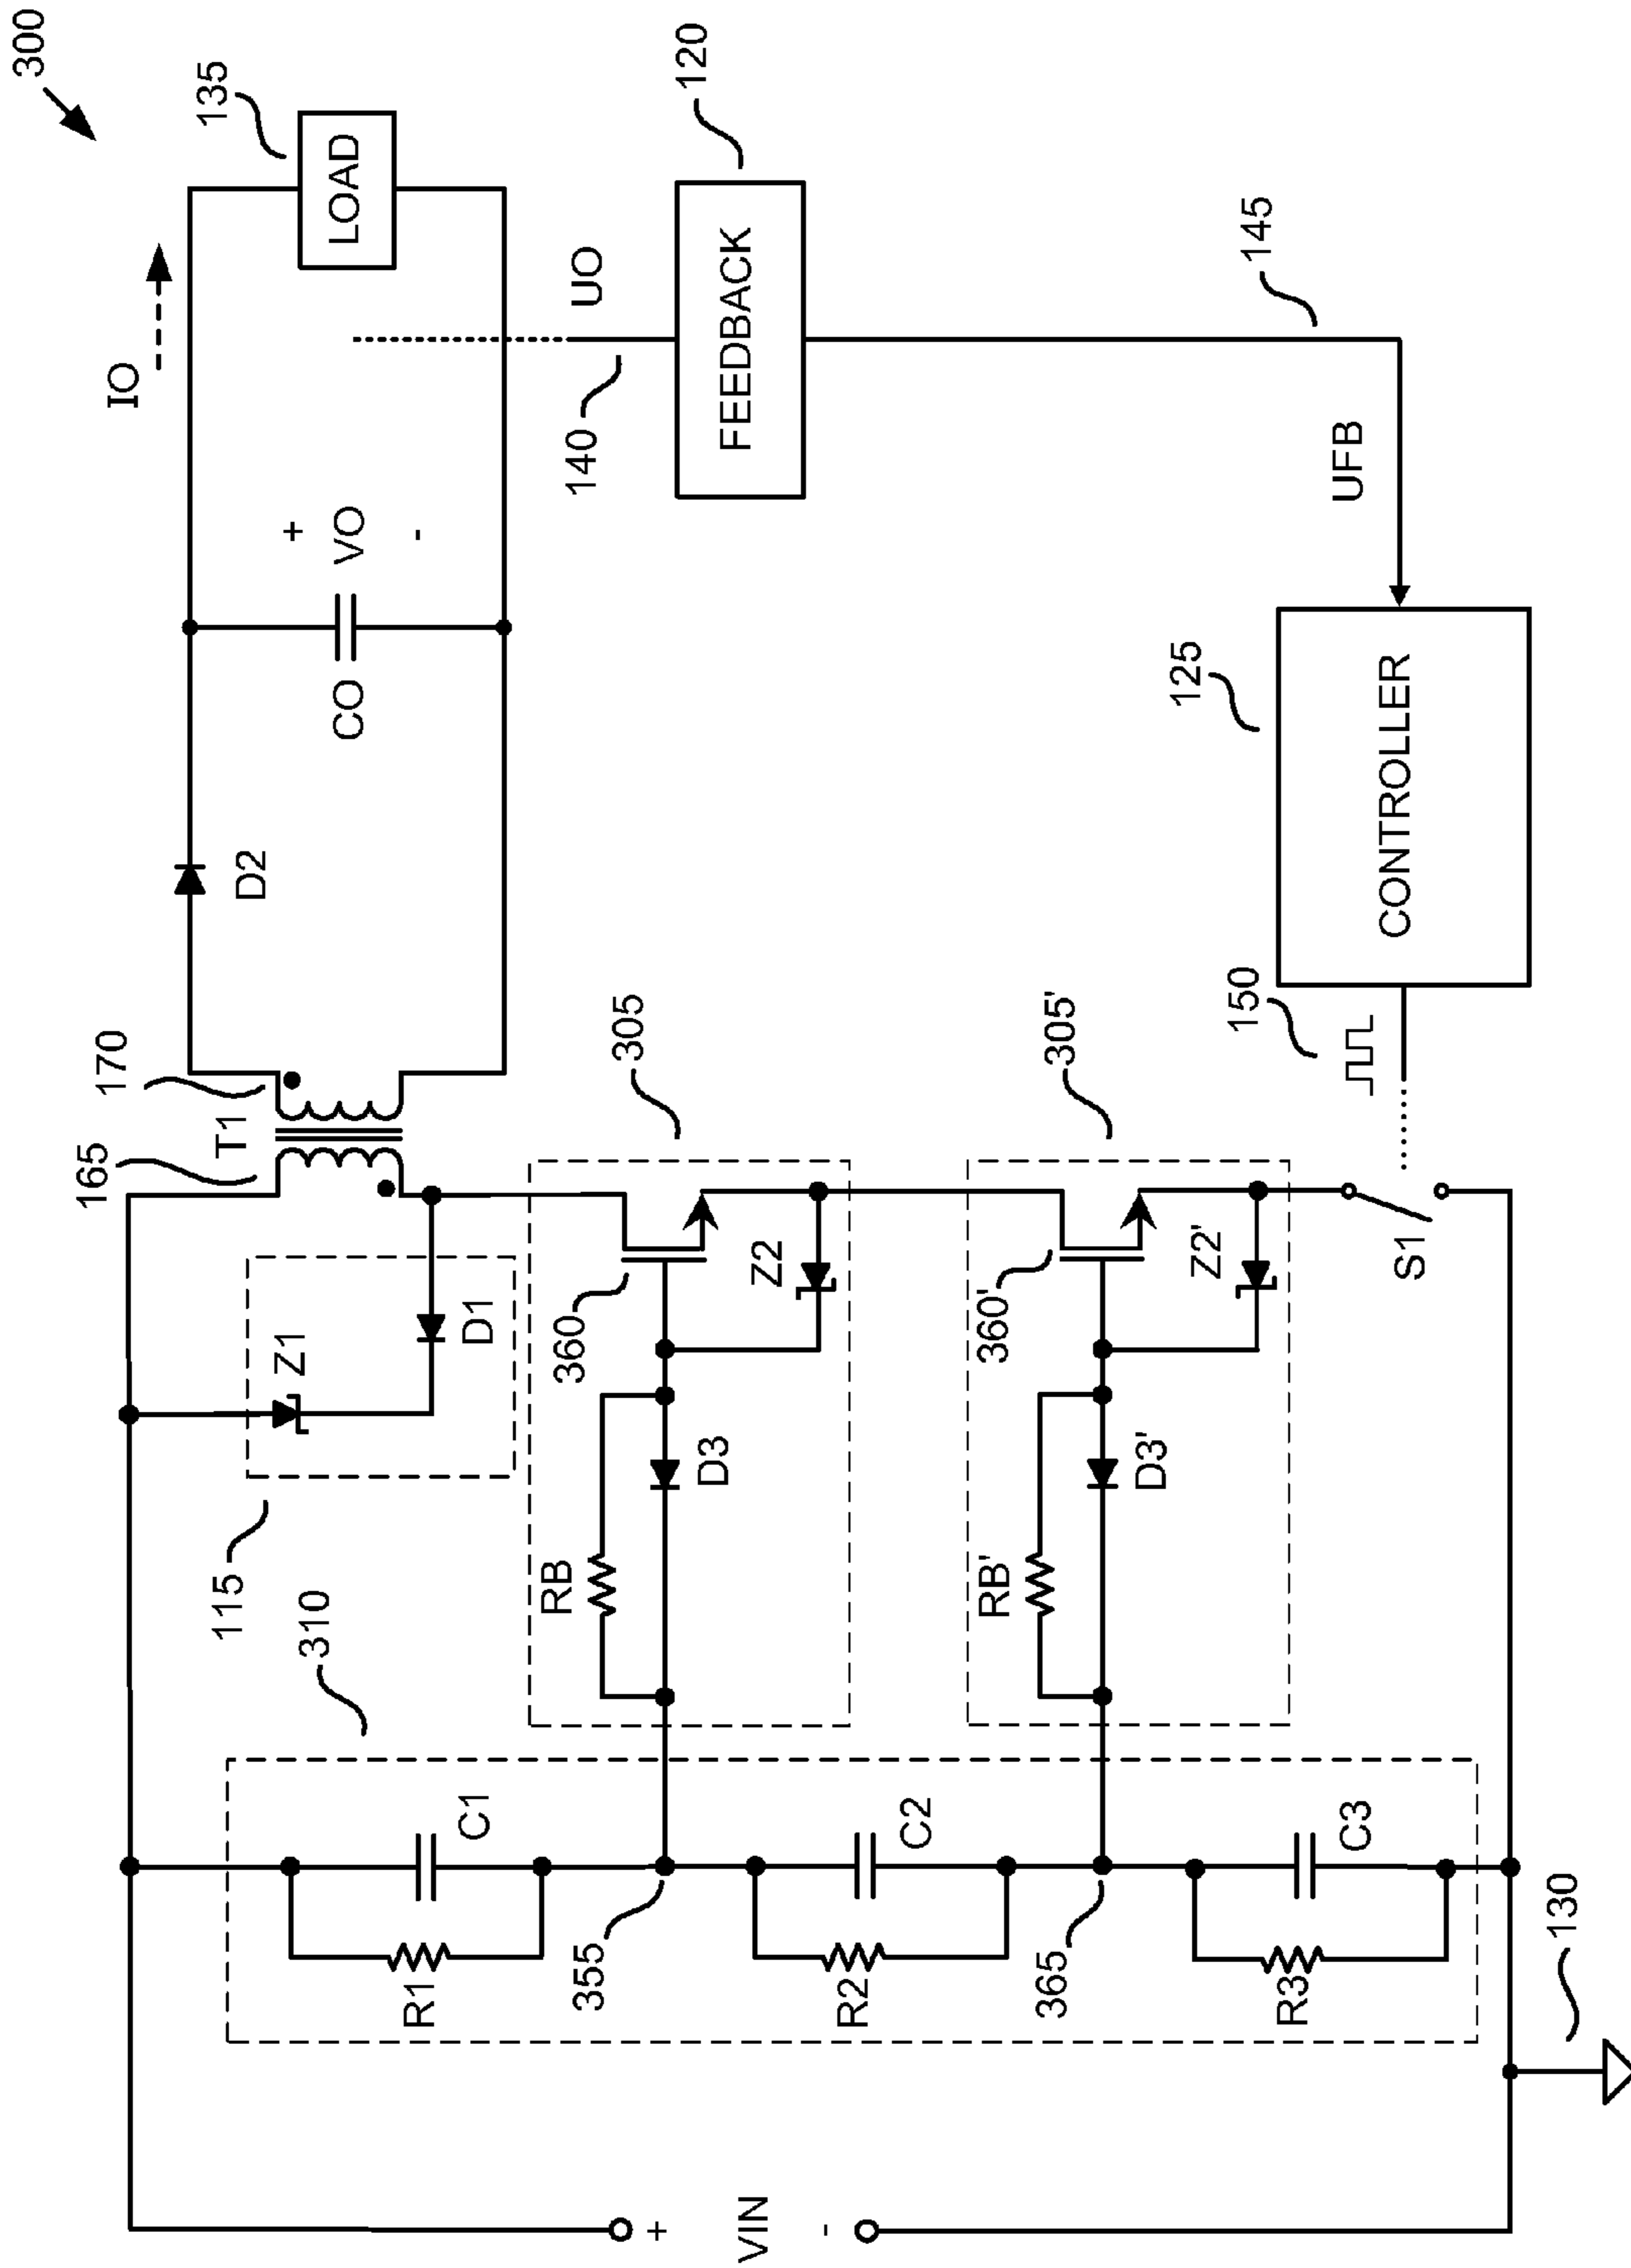 300
IO
165
T1
170
D2
CO
+
VO
-
LOAD
135
115
Z1
D1
310
R1
C1
355
RB
D3
360
Z2
305
140
UO
FEEDBACK
120
VIN
+
-
R2
C2
365
RB'
D3'
360'
Z2'
305'
R3
C3
S1
150
CONTROLLER
125
UFB
145
130